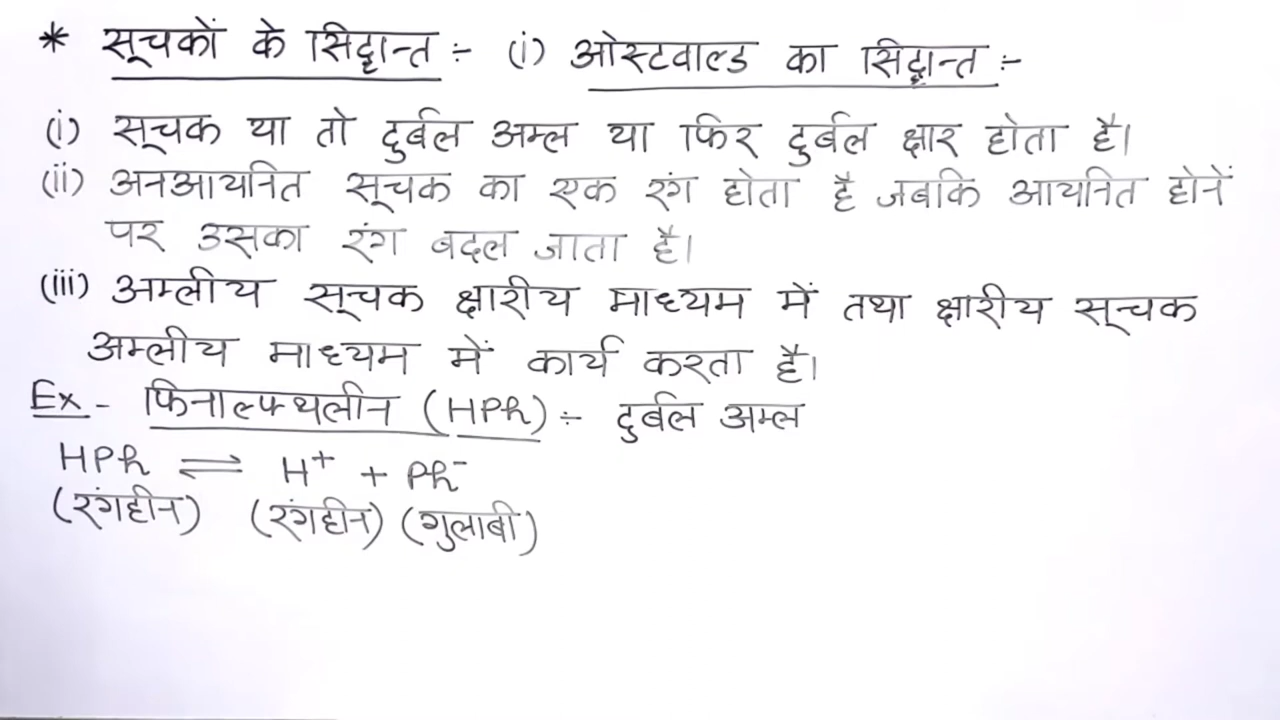 * सूचकों के सिद्धान्त :- (i) ओस्टवाल्ड का सिद्धान्त :-
(i) सूचक या तो दुर्बल अम्ल या फिर दुर्बल क्षार होता है।
(ii) अनआयनित सूचक का एक रंग होता है जबकि आयनित होनें
पर उसका रंग बदल जाता है।
(iii) अम्लीय सूचक क्षारीय माध्यम में तथा क्षारीय सूचक
अम्लीय माध्यम में कार्य करता है।
Ex - फिनाल्फ्थलीन (HPh) :- दुर्बल अम्ल
HPh ⇌ H⁺ + Ph⁻
(रंगहीन) (रंगहीन) (गुलाबी)